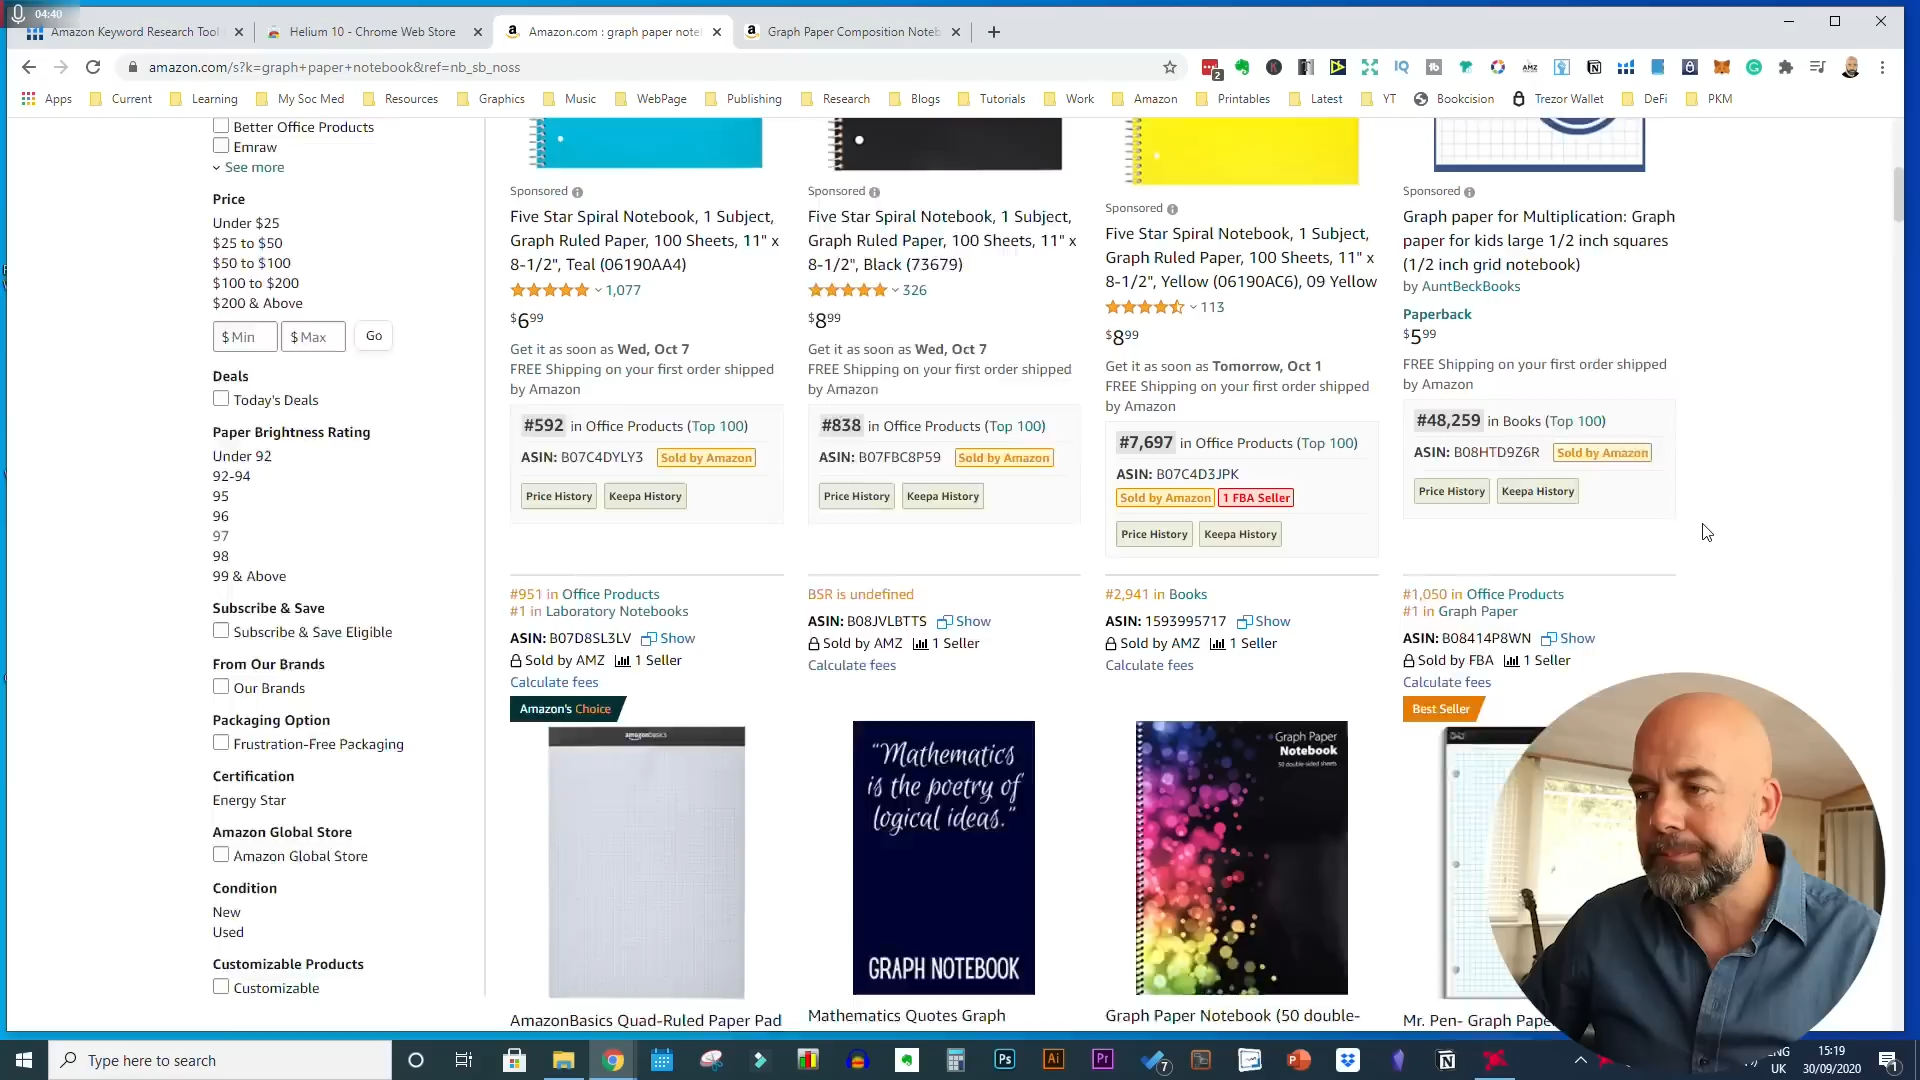 04:40
Amazon Keyword Research Tool
Helium 10 - Chrome Web Store
Amazon.com : graph paper note
Graph Paper Composition Noteb
amazon.com/s?k=graph+paper+notebook&ref=nb_sb_noss
Apps
Current
Learning
My Soc Med
Resources
Graphics
Music
WebPage
Publishing
Research
Blogs
Tutorials
Work
Amazon
Printables
Latest
YT
Bookcision
Trezor Wallet
DeFi
PKM
Better Office Products
Emraw
See more
Price
Under $25
$25 to $50
$50 to $100
$100 to $200
$200 & Above
$ Min
$ Max
Go
Deals
Today's Deals
Paper Brightness Rating
Under 92
92-94
95
96
97
98
99 & Above
Subscribe & Save
Subscribe & Save Eligible
From Our Brands
Our Brands
Packaging Option
Frustration-Free Packaging
Certification
Energy Star
Amazon Global Store
Amazon Global Store
Condition
New
Used
Customizable Products
Customizable
Sponsored
Five Star Spiral Notebook, 1 Subject,
Graph Ruled Paper, 100 Sheets, 11" x
8-1/2", Teal (06190AA4)
1,077
$6.99
Get it as soon as Wed, Oct 7
FREE Shipping on your first order shipped
by Amazon
#592 in Office Products (Top 100)
ASIN: B07C4DYLY3 Sold by Amazon
Price History Keepa History
Sponsored
Five Star Spiral Notebook, 1 Subject,
Graph Ruled Paper, 100 Sheets, 11" x
8-1/2", Black (73679)
326
$8.99
Get it as soon as Wed, Oct 7
FREE Shipping on your first order shipped
by Amazon
#838 in Office Products (Top 100)
ASIN: B07FBC8P59 Sold by Amazon
Price History Keepa History
Sponsored
Five Star Spiral Notebook, 1 Subject,
Graph Ruled Paper, 100 Sheets, 11" x
8-1/2", Yellow (06190AC6), 09 Yellow
113
$8.99
Get it as soon as Tomorrow, Oct 1
FREE Shipping on your first order shipped
by Amazon
#7,697 in Office Products (Top 100)
ASIN: B07C4D3JPK
Sold by Amazon 1 FBA Seller
Price History Keepa History
Sponsored
Graph paper for Multiplication: Graph
paper for kids large 1/2 inch squares
(1/2 inch grid notebook)
by AuntBeckBooks
Paperback
$5.99
FREE Shipping on your first order shipped
by Amazon
#48,259 in Books (Top 100)
ASIN: B08HTD9Z6R Sold by Amazon
Price History Keepa History
#951 in Office Products
#1 in Laboratory Notebooks
ASIN: B07D8SL3LV Show
Sold by AMZ 1 Seller
Calculate fees
Amazon's Choice
amazonbasics
AmazonBasics Quad-Ruled Paper Pad
BSR is undefined
ASIN: B08JVLBTTS Show
Sold by AMZ 1 Seller
Calculate fees
“Mathematics
is the poetry of
logical ideas.”
GRAPH NOTEBOOK
Mathematics Quotes Graph
#2,941 in Books
ASIN: 1593995717 Show
Sold by AMZ 1 Seller
Calculate fees
Graph Paper
Notebook
50 double-sided sheets
Graph Paper Notebook (50 double-
#1,050 in Office Products
#1 in Graph Paper
ASIN: B08414P8WN Show
Sold by FBA 1 Seller
Calculate fees
Best Seller
Mr. Pen- Graph Pape
Type here to search
7
ENG
UK
15:19
30/09/2020
1